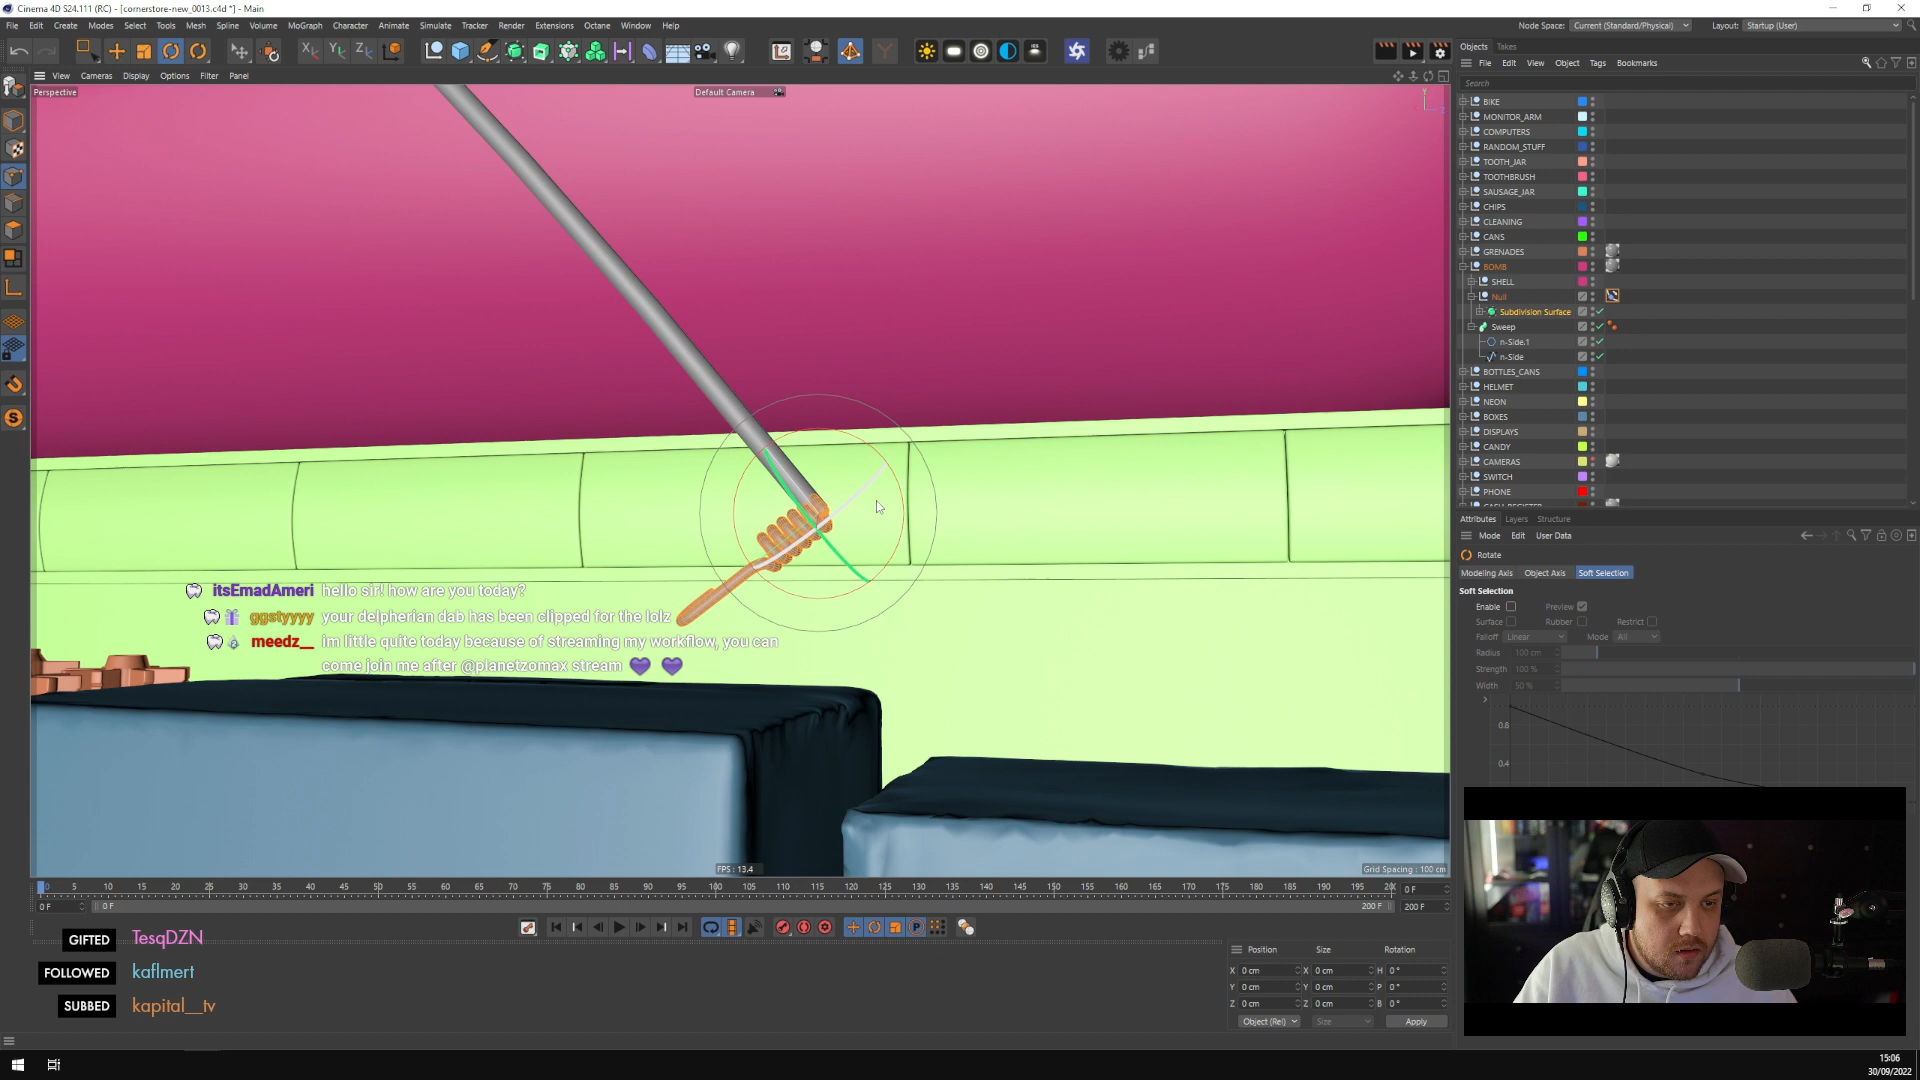 Cinema 4D S24.111 (RC) - [cornerstore-new_0013.c4d *] - Main
File Edit Create Modes Select Tools Mesh Spline Volume MoGraph Character Animate Simulate Tracker Render Extensions Octane Window Help
Node Space: Current (Standard/Physical) Layout: Startup (User)
Objects Takes
View Cameras Display Options Filter Panel
File Edit View Object Tags Bookmarks
Search
Perspective
Default Camera
BIKE
MONITOR_ARM
COMPUTERS
RANDOM_STUFF
TOOTH_JAR
TOOTHBRUSH
SAUSAGE_JAR
CHIPS
CLEANING
CANS
GRENADES
BOMB
SHELL
Null
Subdivision Surface
Sweep
n-Side.1
n-Side
BOTTLES_CANS
HELMET
NEON
BOXES
DISPLAYS
CANDY
CAMERAS
SWITCH
PHONE
Attributes Layers Structure
Mode Edit User Data
Rotate
Modeling Axis Object Axis Soft Selection
Soft Selection
Enable Preview
Surface Rubber Restrict
Falloff Linear Mode All
Radius 100 cm
Strength 100 %
Width 50 %
0.8
0.4
itsEmadAmeri hello sir! how are you today?
ggstyyyy your delpherian dab has been clipped for the lolz
meedz__ im little quite today because of streaming my workflow, you can
come join me after @planetzomax stream
FPS : 13.4
Grid Spacing : 100 cm
0 5 10 15 20 25 30 35 40 45 50 55 60 65 70 75 80 85 90 95 100 105 110 115 120 125 130 135 140 145 150 155 160 165 170 175 180 185 190 195 200 0 F
0 F 0 F 200 F 200 F
GIFTED TesqDZN
FOLLOWED kaflmert
SUBBED kapital__tv
Position Size Rotation
X 0 cm X 0 cm H 0 °
Y 0 cm Y 0 cm P 0 °
Z 0 cm Z 0 cm B 0 °
Object (Rel) Size Apply
15:06
30/09/2022